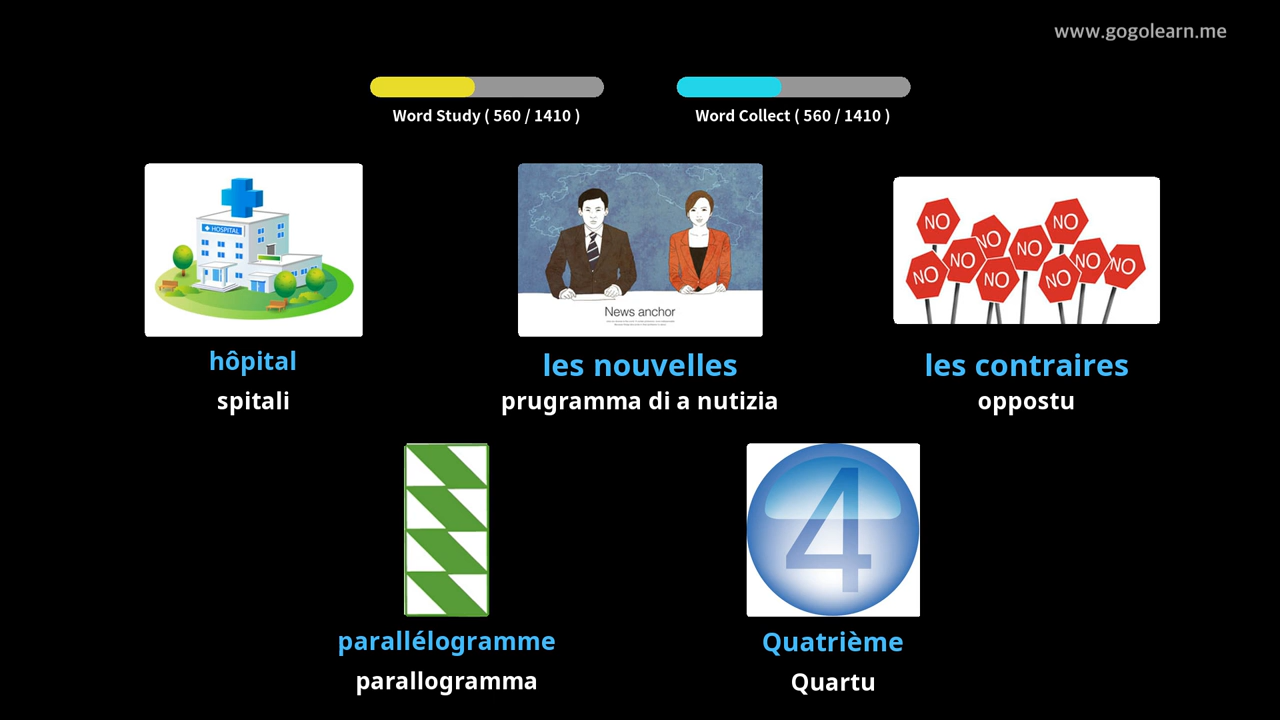 www.gogolearn.me
Word Study ( 560 / 1410 )
Word Collect ( 560 / 1410 )
HOSPITAL
News anchor
NO
NO
NO
NO
NO
NO
NO
NO
NO
NO
hôpital
les nouvelles
les contraires
spitali
prugramma di a nutizia
oppostu
4
parallélogramme
Quatrième
parallogramma
Quartu